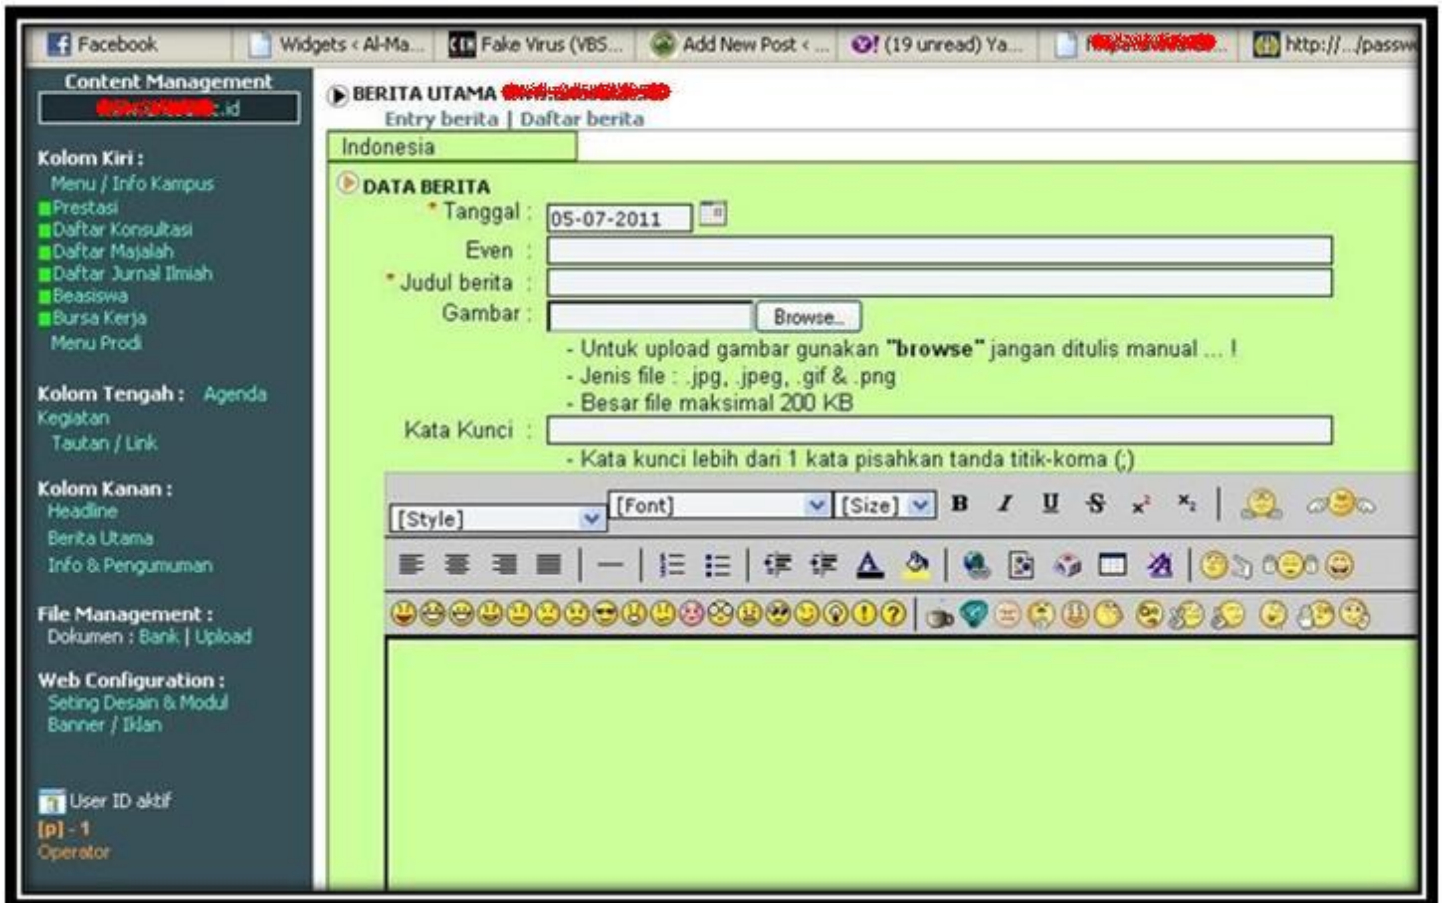 Facebook
Widgets < Al-Ma...
Fake Virus (VBS...
Add New Post < ...
(19 unread) Ya...
http://.../passw
Content Management
.id
Kolom Kiri :
Menu / Info Kampus
Prestasi
Daftar Konsultasi
Daftar Majalah
Daftar Jurnal Ilmiah
Beasiswa
Bursa Kerja
Menu Prodi
Kolom Tengah : Agenda
Kegiatan
Tautan / Link
Kolom Kanan :
Headline
Berita Utama
Info & Pengumuman
File Management :
Dokumen : Bank | Upload
Web Configuration :
Seting Desain & Modul
Banner / Iklan
User ID aktif
[p] - 1
Operator
BERITA UTAMA
Entry berita | Daftar berita
Indonesia
DATA BERITA
* Tanggal : 05-07-2011
Even :
* Judul berita :
Gambar : Browse...
- Untuk upload gambar gunakan "browse" jangan ditulis manual ... !
- Jenis file : .jpg, .jpeg, .gif & .png
- Besar file maksimal 200 KB
Kata Kunci :
- Kata kunci lebih dari 1 kata pisahkan tanda titik-koma (;)
[Style] [Font] [Size] B I U S x² x₂